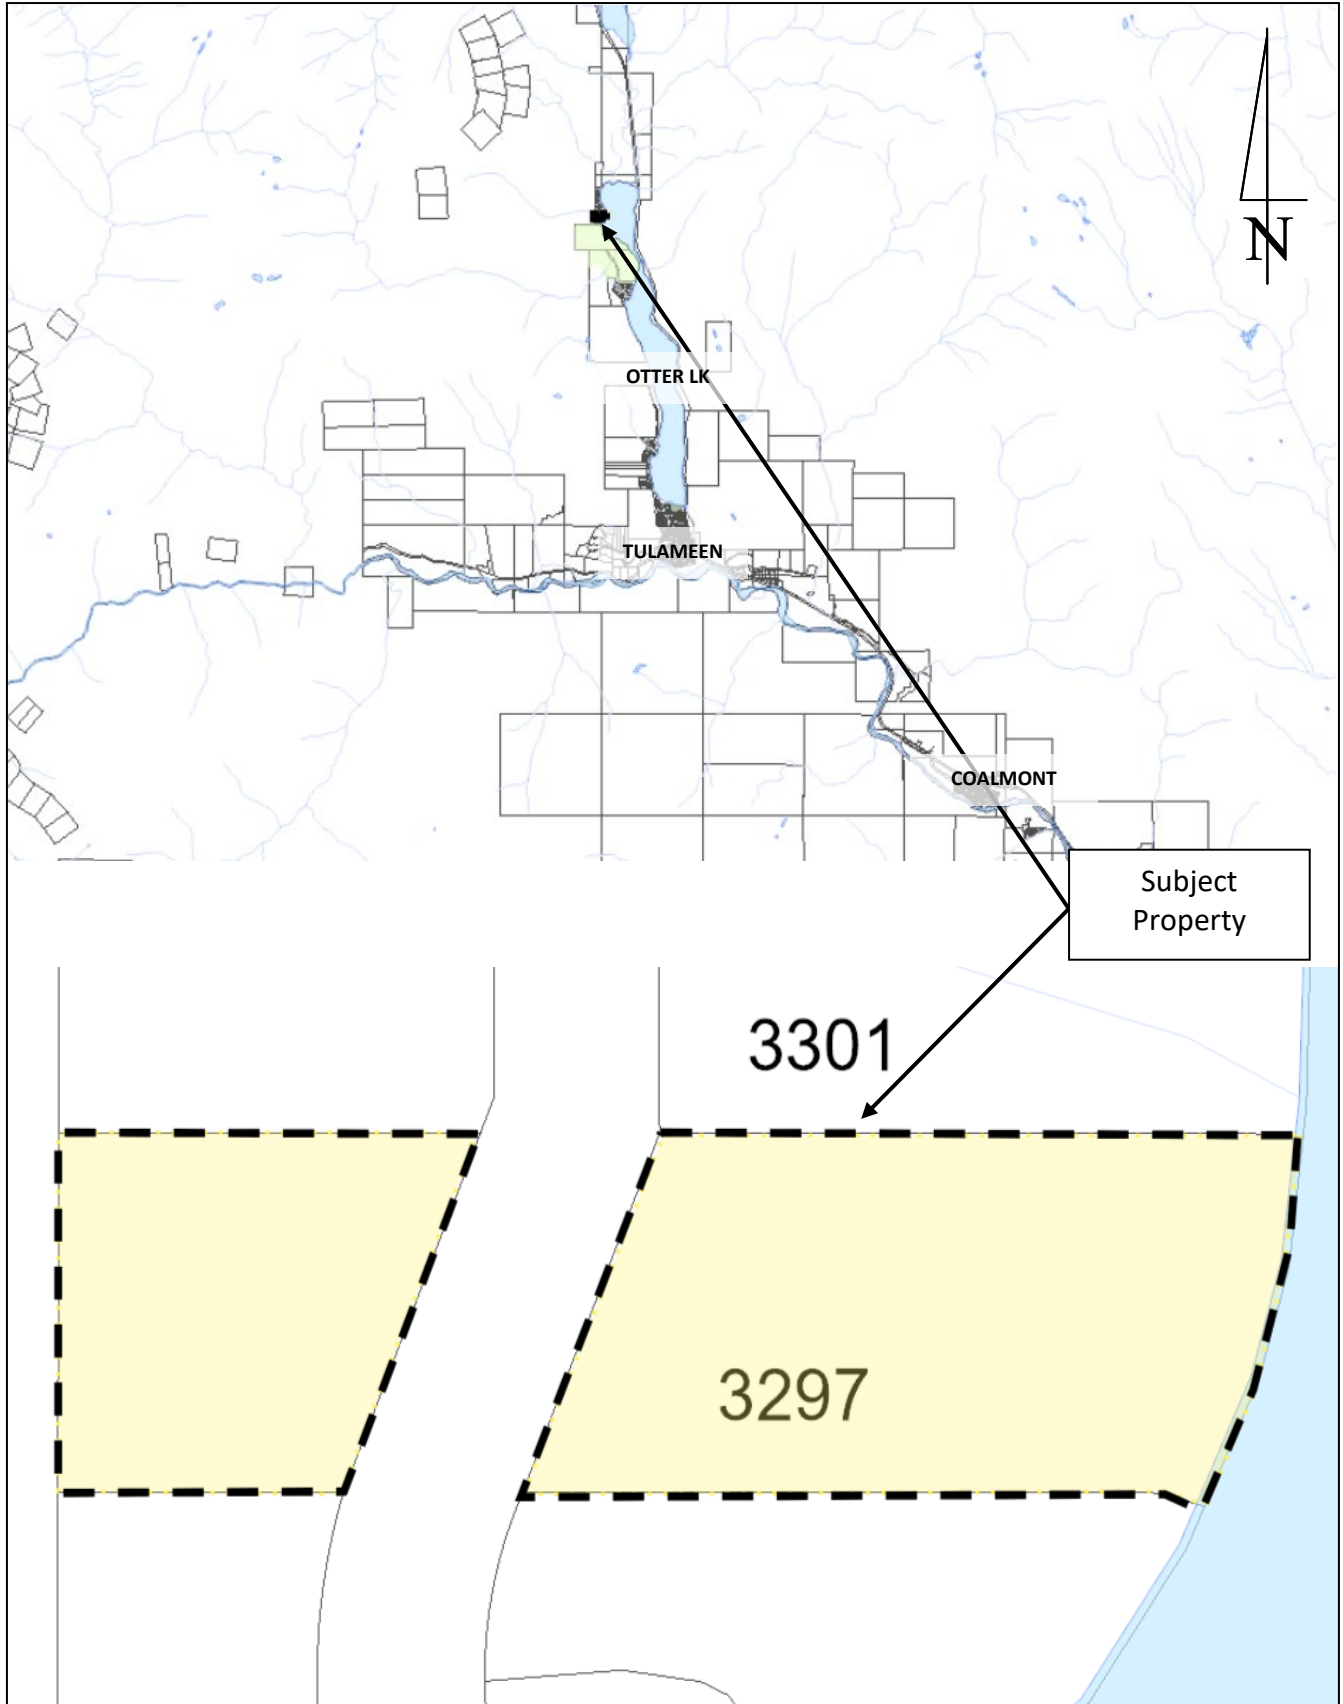 N
OTTER LK
TULAMEEN
COALMONT
Subject
Property
3301
3297